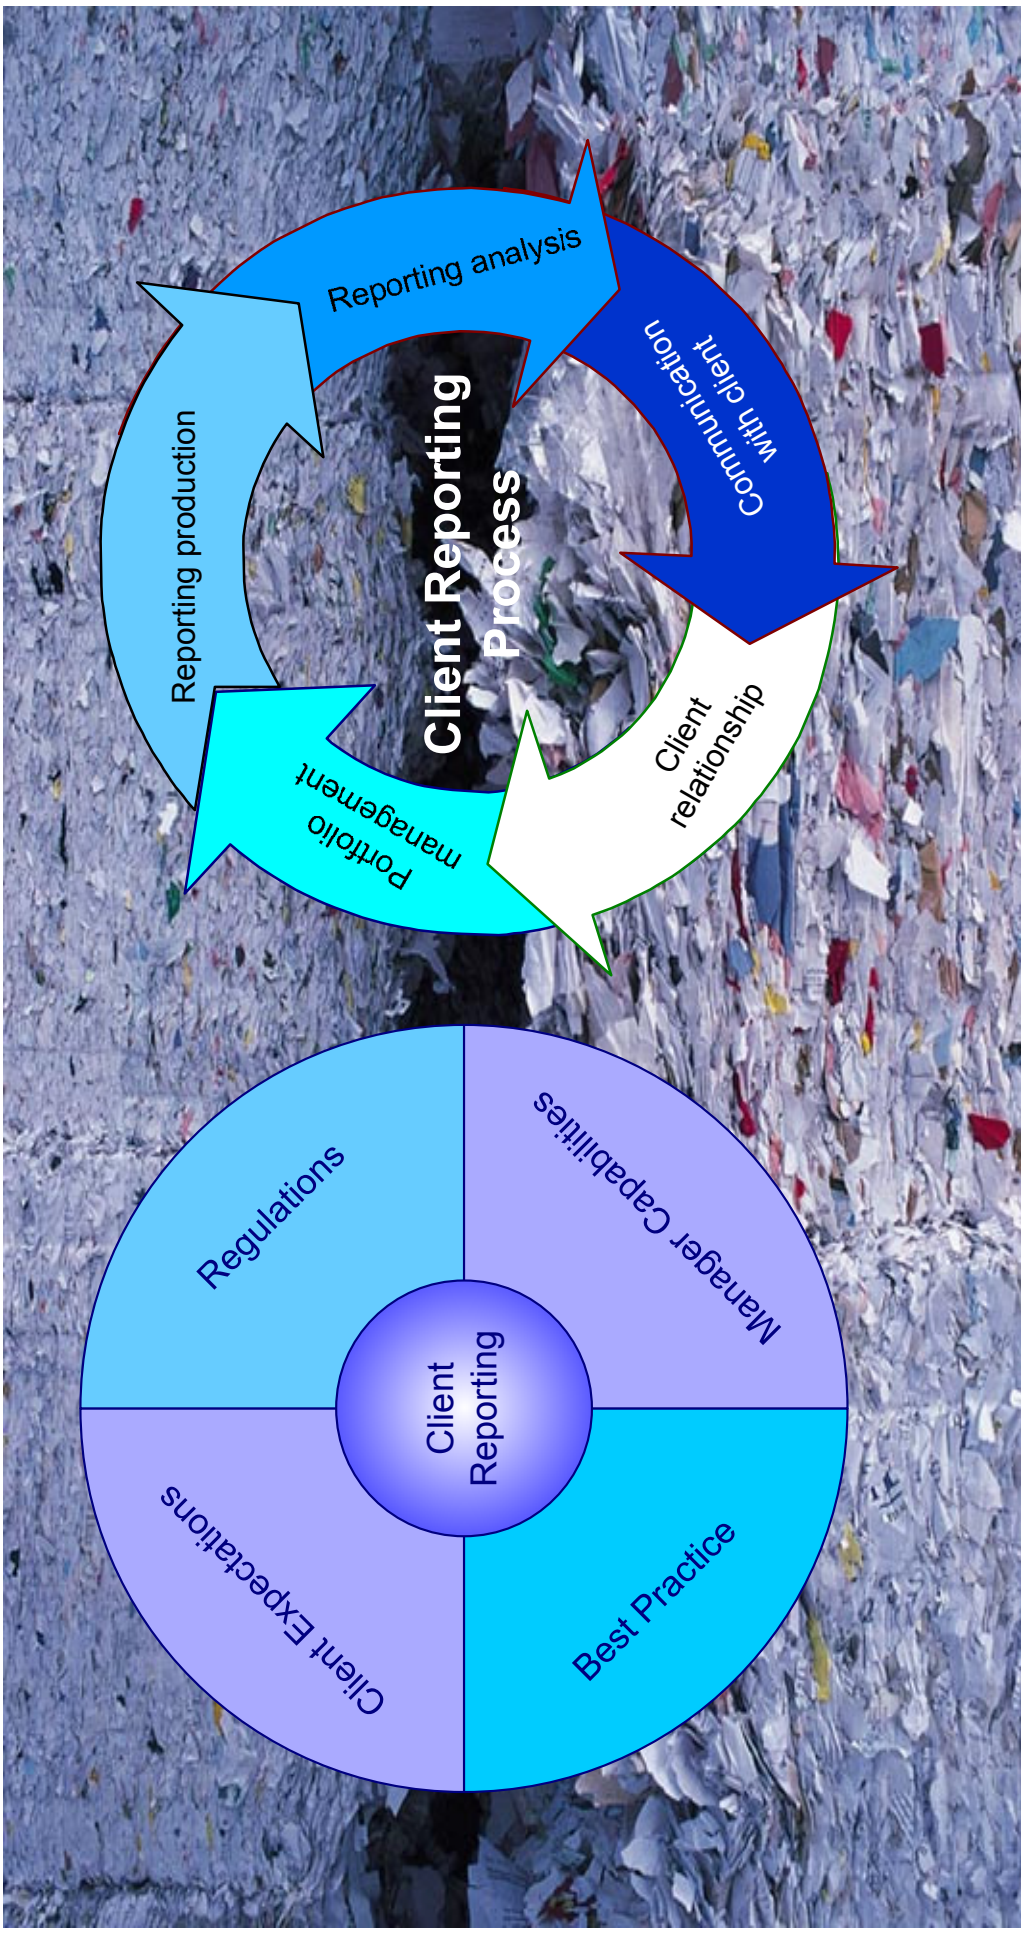 Client
Reporting
Client Expectations
Regulations
Manager Capabilities
Best Practice
Client Reporting
Process
Portfolio
management
Reporting production
Reporting analysis
Communication
with client
Client
relationship